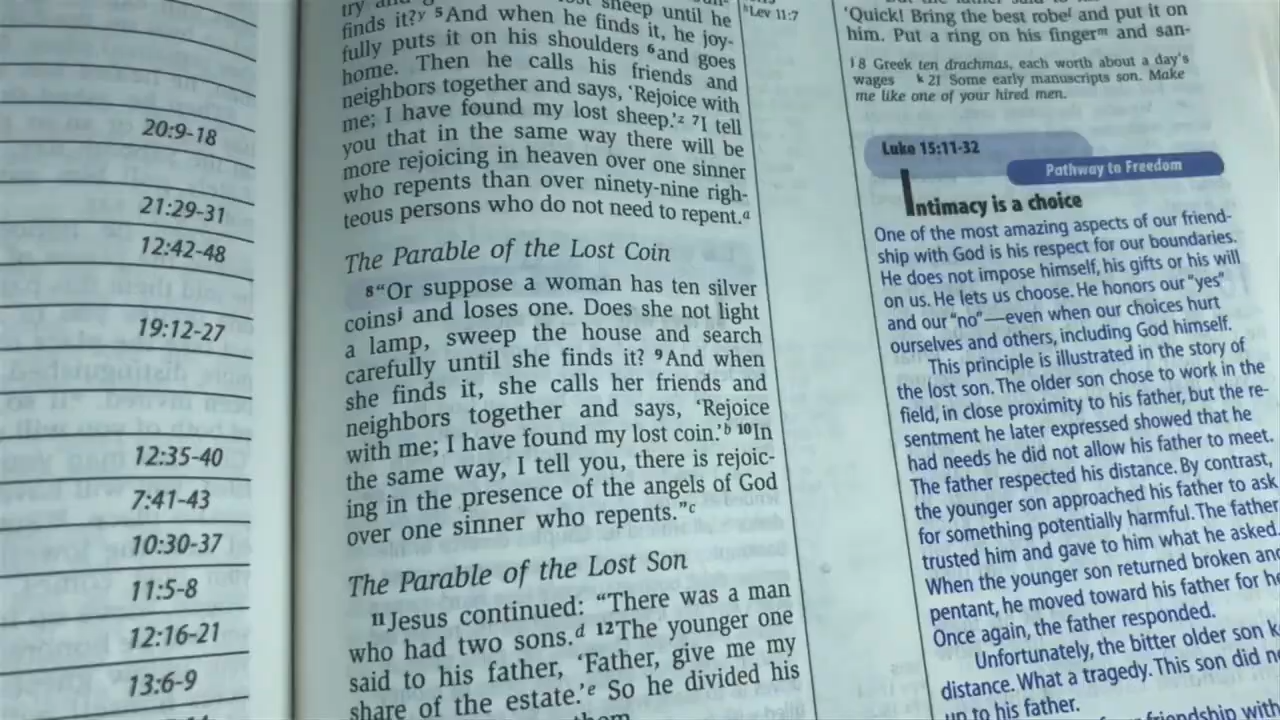 20:9-18
21:29-31
12:42-48
19:12-27
12:35-40
7:41-43
10:30-37
11:5-8
12:16-21
13:6-9
try and
sheep until he
finds it?y 5And when he finds it, he joy-
fully puts it on his shoulders 6and goes
home. Then he calls his friends and
neighbors together and says, 'Rejoice with
me; I have found my lost sheep.'z 7I tell
you that in the same way there will be
more rejoicing in heaven over one sinner
who repents than over ninety-nine righ-
teous persons who do not need to repent.a
The Parable of the Lost Coin
8"Or suppose a woman has ten silver
coinsj and loses one. Does she not light
a lamp, sweep the house and search
carefully until she finds it? 9And when
she finds it, she calls her friends and
neighbors together and says, 'Rejoice
with me; I have found my lost coin.'b 10In
the same way, I tell you, there is rejoic-
ing in the presence of the angels of God
over one sinner who repents."c
The Parable of the Lost Son
11Jesus continued: "There was a man
who had two sons.d 12The younger one
said to his father, 'Father, give me my
share of the estate.'e So he divided his
them
Lev 11:7
'Quick! Bring the best robel and put it on
him. Put a ring on his fingerm and san-
j8 Greek ten drachmas, each worth about a day's
wages k21 Some early manuscripts son. Make
me like one of your hired men.
Luke 15:11-32
Pathway to Freedom
Intimacy is a choice
One of the most amazing aspects of our friend-
ship with God is his respect for our boundaries.
He does not impose himself, his gifts or his will
on us. He lets us choose. He honors our "yes"
and our "no"—even when our choices hurt
ourselves and others, including God himself.
This principle is illustrated in the story of
the lost son. The older son chose to work in the
field, in close proximity to his father, but the re-
sentment he later expressed showed that he
had needs he did not allow his father to meet.
The father respected his distance. By contrast,
the younger son approached his father to ask
for something potentially harmful. The father
trusted him and gave to him what he asked.
When the younger son returned broken and
pentant, he moved toward his father for
Once again, the father responded.
Unfortunately, the bitter older son
distance. What a tragedy. This son did
up to his father.
friendship with